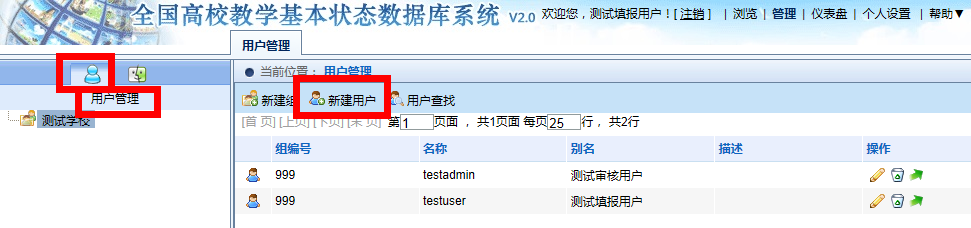 全国高校教学基本状态数据库系统 V2.0 欢迎您，测试填报用户！[ 注销 ] | 浏览 | 管理 | 仪表盘 | 个人设置 | 帮助▼
用户管理
当前位置： 用户管理
用户管理
新建组 新建用户 用户查找
测试学校
[首 页] [上页] [下页] [末 页] 第1页面 ，共1页面 每页25行，共2行
组编号 名称 别名 描述 操作
999 testadmin 测试审核用户
999 testuser 测试填报用户